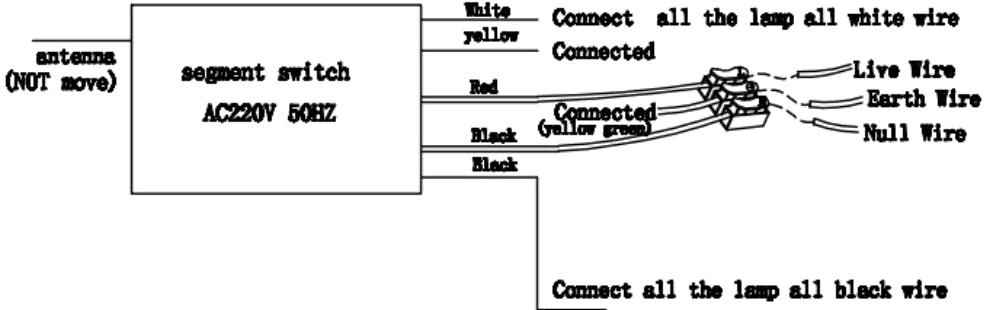 White
Connect all the lamp all white wire
yellow
Connected
antenna
(NOT move)
segment switch
AC220V 50HZ
Red
Live Wire
Earth Wire
Connected
(yellow green)
Null Wire
Black
Black
Connect all the lamp all black wire